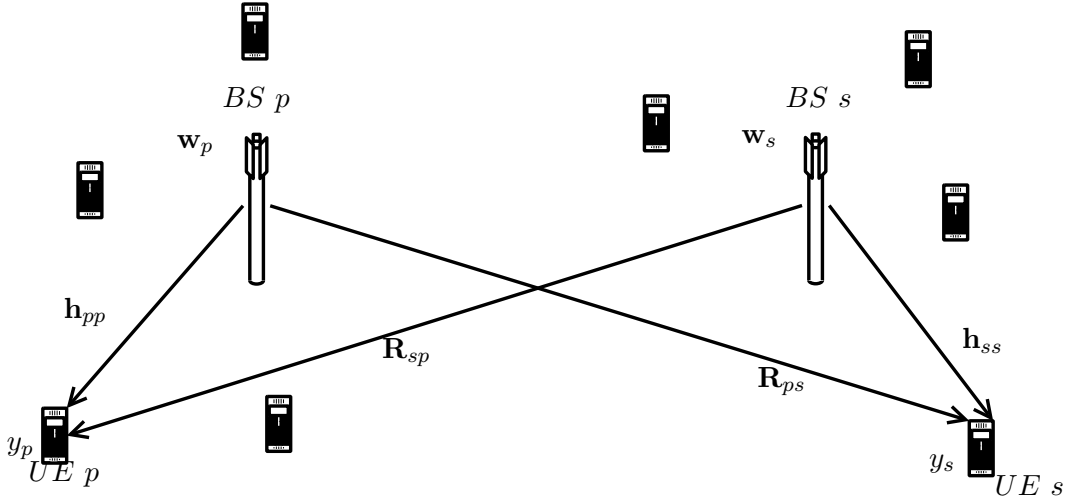 BS p
BS s
w_p
w_s
h_pp
R_sp
h_ss
R_ps
y_p
UE p
y_s
UE s